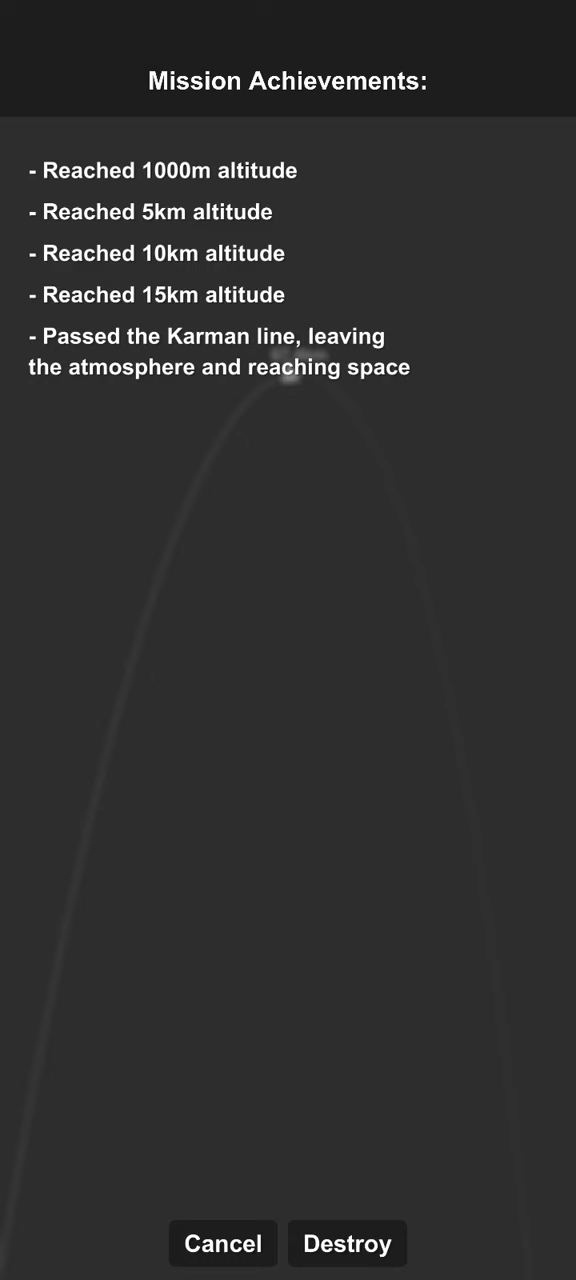 Mission Achievements:
- Reached 1000m altitude
- Reached 5km altitude
- Reached 10km altitude
- Reached 15km altitude
- Passed the Karman line, leaving
the atmosphere and reaching space
Cancel
Destroy